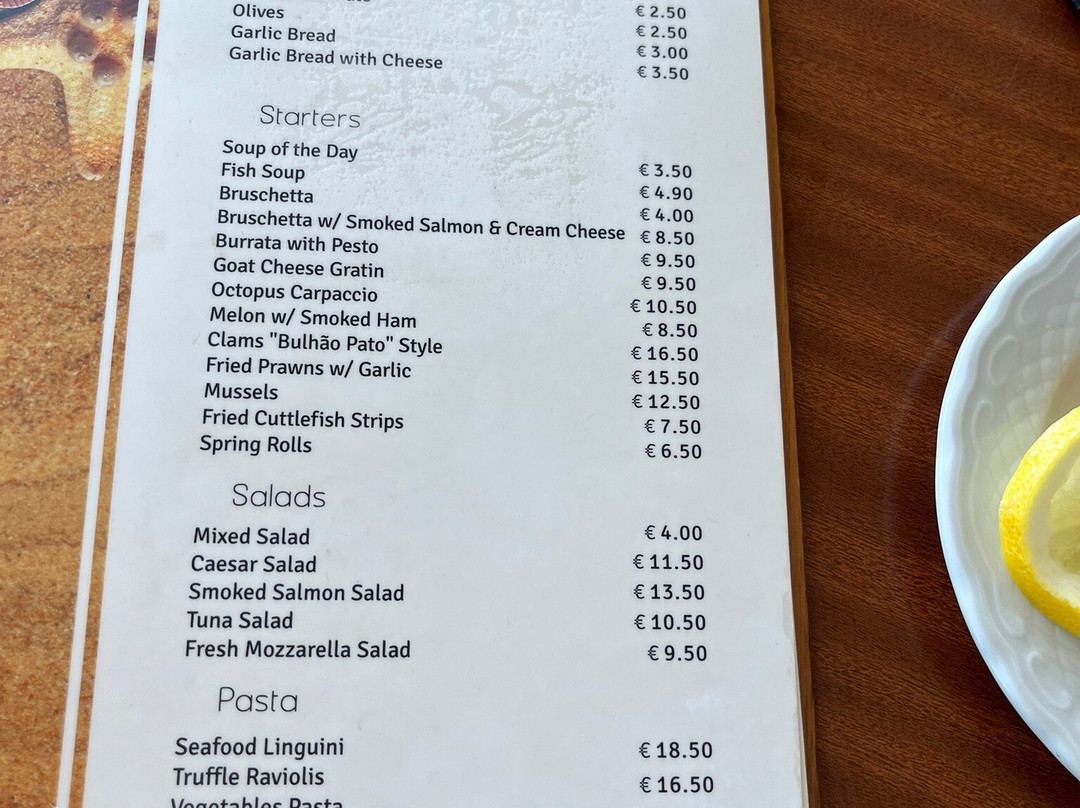 € 2.50
Olives € 2.50
Garlic Bread € 3.00
Garlic Bread with Cheese € 3.50
Starters
Soup of the Day € 3.50
Fish Soup € 4.90
Bruschetta € 4.00
Bruschetta w/ Smoked Salmon & Cream Cheese € 8.50
Burrata with Pesto € 9.50
Goat Cheese Gratin € 9.50
Octopus Carpaccio € 10.50
Melon w/ Smoked Ham € 8.50
Clams "Bulhão Pato" Style € 16.50
Fried Prawns w/ Garlic € 15.50
Mussels € 12.50
Fried Cuttlefish Strips € 7.50
Spring Rolls € 6.50
Salads
Mixed Salad € 4.00
Caesar Salad € 11.50
Smoked Salmon Salad € 13.50
Tuna Salad € 10.50
Fresh Mozzarella Salad € 9.50
Pasta
Seafood Linguini € 18.50
Truffle Raviolis € 16.50
Vegetables Pasta